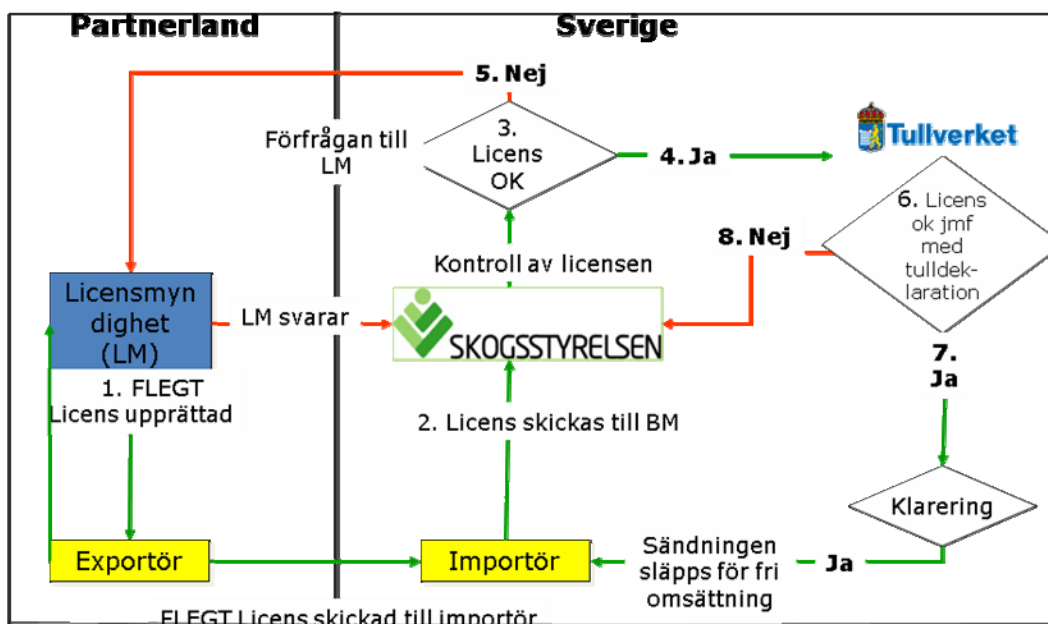 Partnerland
Sverige
5. Nej
Förfrågan till
LM
3.
Licens
OK
4. Ja
Tullverket
6. Licens
ok jmf
med
tulldek-
laration
8. Nej
Kontroll av licensen
Licensmyn
dighet
(LM)
LM svarar
SKOGSSTYRELSEN
7.
Ja
1. FLEGT
Licens upprättad
2. Licens skickas till BM
Klarering
Exportör
Importör
Sändningen
släpps för fri
omsättning
Ja
FLEGT Licens skickad till importör